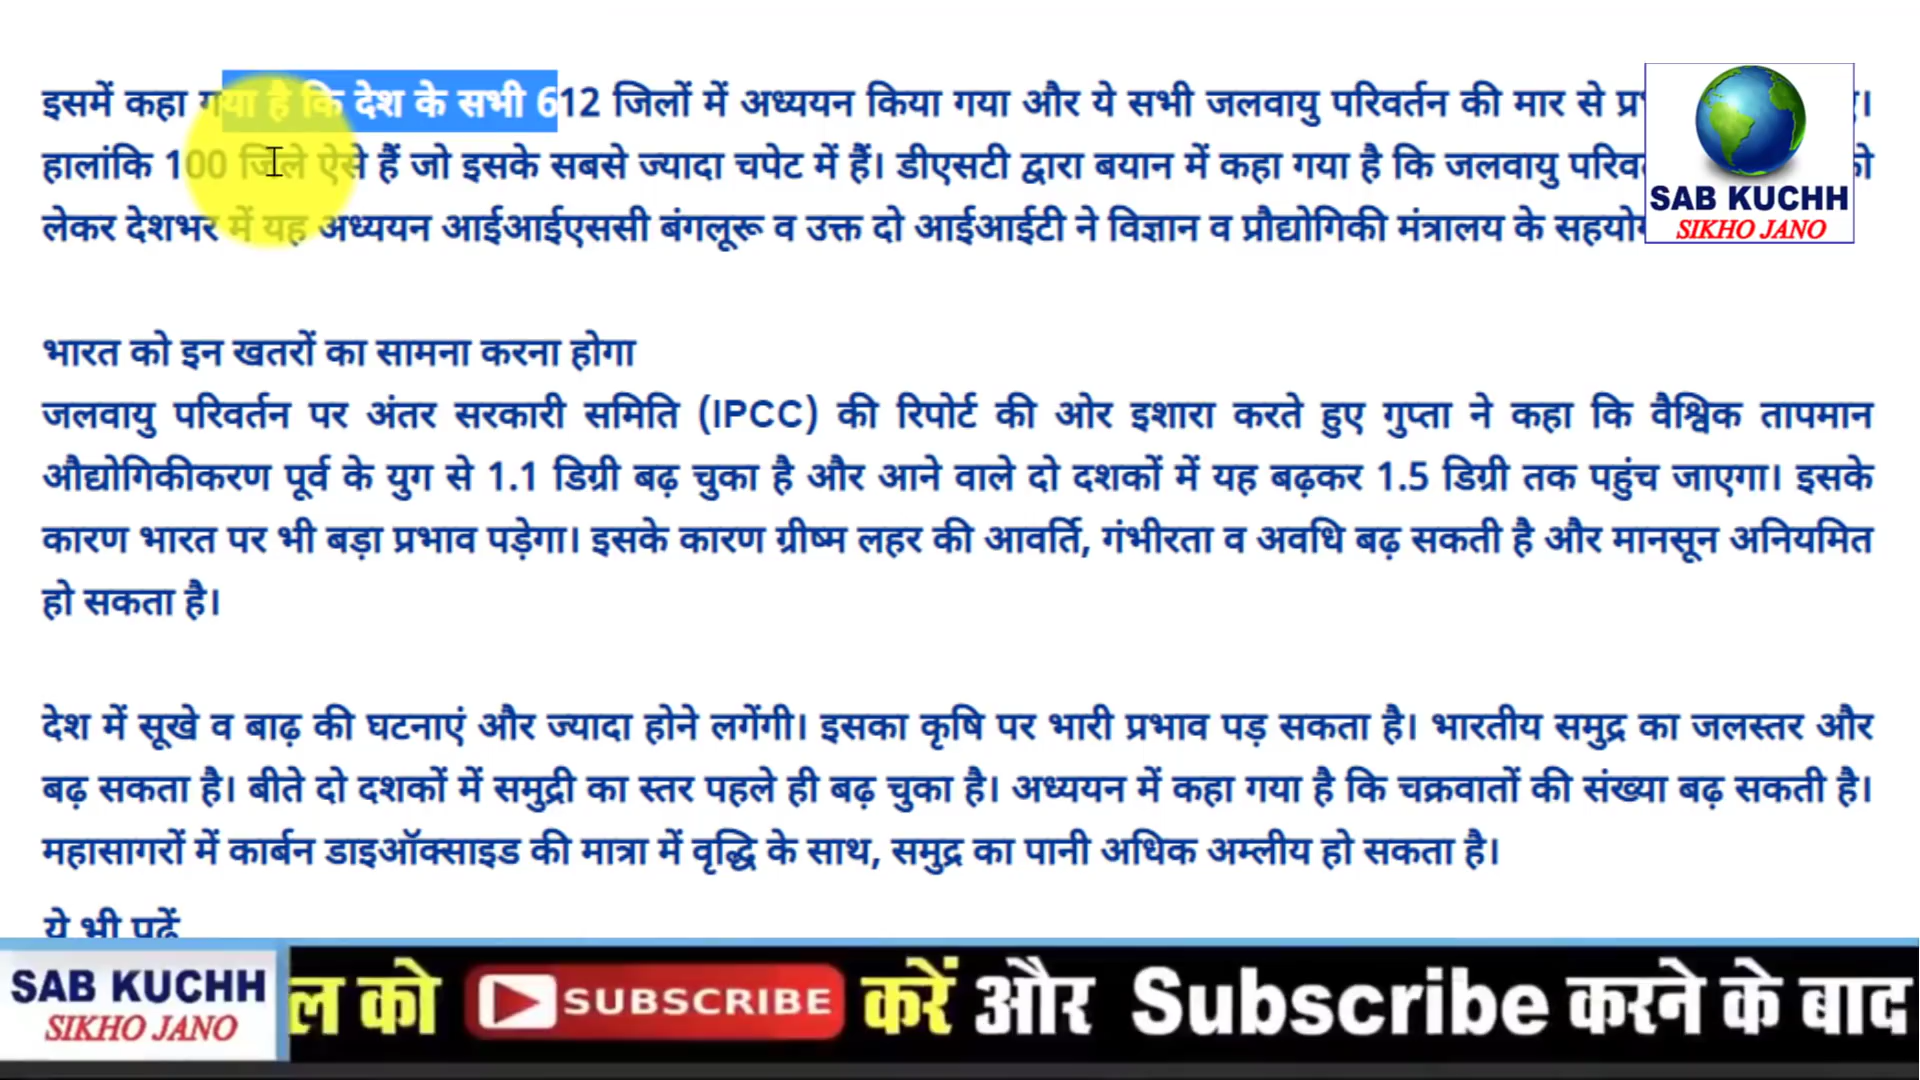 इसमें कहा गया है कि देश के सभी 612 जिलों में अध्ययन किया गया और ये सभी जलवायु परिवर्तन की मार से
हालांकि 100 जिले ऐसे हैं जो इसके सबसे ज्यादा चपेट में हैं। डीएसटी द्वारा बयान में कहा गया है कि जलवायु
लेकर देशभर में यह अध्ययन आईआईएससी बंगलूरू व उक्त दो आईआईटी ने विज्ञान व प्रौद्योगिकी मंत्रालय के
SAB KUCHH
SIKHO JANO
भारत को इन खतरों का सामना करना होगा
जलवायु परिवर्तन पर अंतर सरकारी समिति (IPCC) की रिपोर्ट की ओर इशारा करते हुए गुप्ता ने कहा कि वैश्विक तापमान
औद्योगिकीकरण पूर्व के युग से 1.1 डिग्री बढ़ चुका है और आने वाले दो दशकों में यह बढ़कर 1.5 डिग्री तक पहुंच जाएगा। इसके
कारण भारत पर भी बड़ा प्रभाव पड़ेगा। इसके कारण ग्रीष्म लहर की आवर्ति, गंभीरता व अवधि बढ़ सकती है और मानसून अनियमित
हो सकता है।
देश में सूखे व बाढ़ की घटनाएं और ज्यादा होने लगेंगी। इसका कृषि पर भारी प्रभाव पड़ सकता है। भारतीय समुद्र का जलस्तर और
बढ़ सकता है। बीते दो दशकों में समुद्री का स्तर पहले ही बढ़ चुका है। अध्ययन में कहा गया है कि चक्रवातों की संख्या बढ़ सकती है।
महासागरों में कार्बन डाइऑक्साइड की मात्रा में वृद्धि के साथ, समुद्र का पानी अधिक अम्लीय हो सकता है।
ये भी पढ़ें
SAB KUCHH
SIKHO JANO
ल को SUBSCRIBE करें और Subscribe करने के बाद